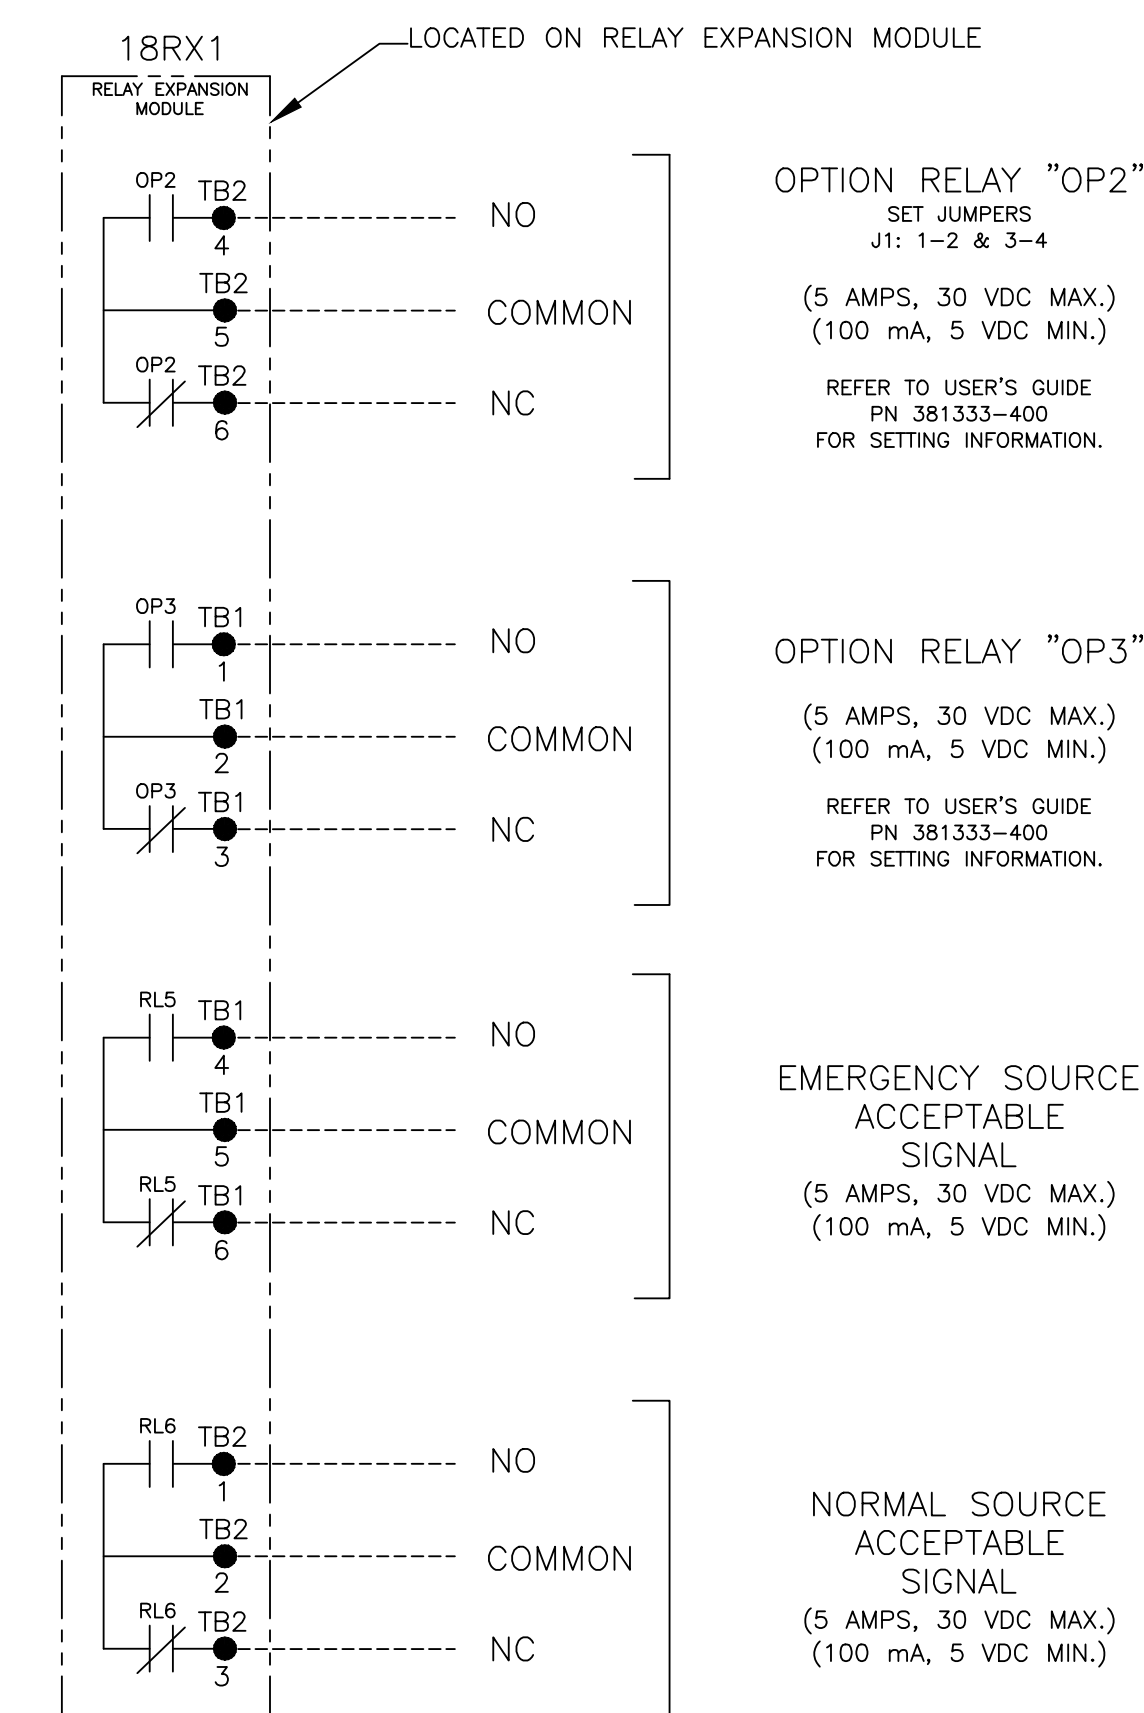 18RX1
LOCATED ON RELAY EXPANSION MODULE
RELAY EXPANSION
MODULE
OP2 TB2
4
NO
TB2
5
COMMON
OP2 TB2
6
NC
OPTION RELAY "OP2"
SET JUMPERS
J1: 1-2 & 3-4
(5 AMPS, 30 VDC MAX.)
(100 mA, 5 VDC MIN.)
REFER TO USER'S GUIDE
PN 381333-400
FOR SETTING INFORMATION.
OP3 TB1
1
NO
TB1
2
COMMON
OP3 TB1
3
NC
OPTION RELAY "OP3"
(5 AMPS, 30 VDC MAX.)
(100 mA, 5 VDC MIN.)
REFER TO USER'S GUIDE
PN 381333-400
FOR SETTING INFORMATION.
RL5 TB1
4
NO
TB1
5
COMMON
RL5 TB1
6
NC
EMERGENCY SOURCE
ACCEPTABLE
SIGNAL
(5 AMPS, 30 VDC MAX.)
(100 mA, 5 VDC MIN.)
RL6 TB2
1
NO
TB2
2
COMMON
RL6 TB2
3
NC
NORMAL SOURCE
ACCEPTABLE
SIGNAL
(5 AMPS, 30 VDC MAX.)
(100 mA, 5 VDC MIN.)